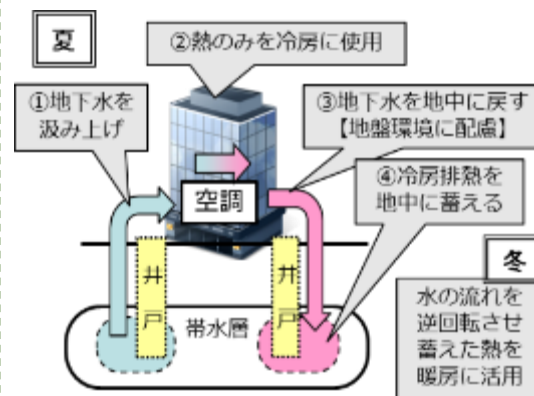 夏
②熱のみを冷房に使用
①地下水を
汲み上げ
③地下水を地中に戻す
【地盤環境に配慮】
④冷房排熱を
地中に蓄える
空調
井戸
井戸
帯水層
冬
水の流れを
逆回転させ
蓄えた熱を
暖房に活用